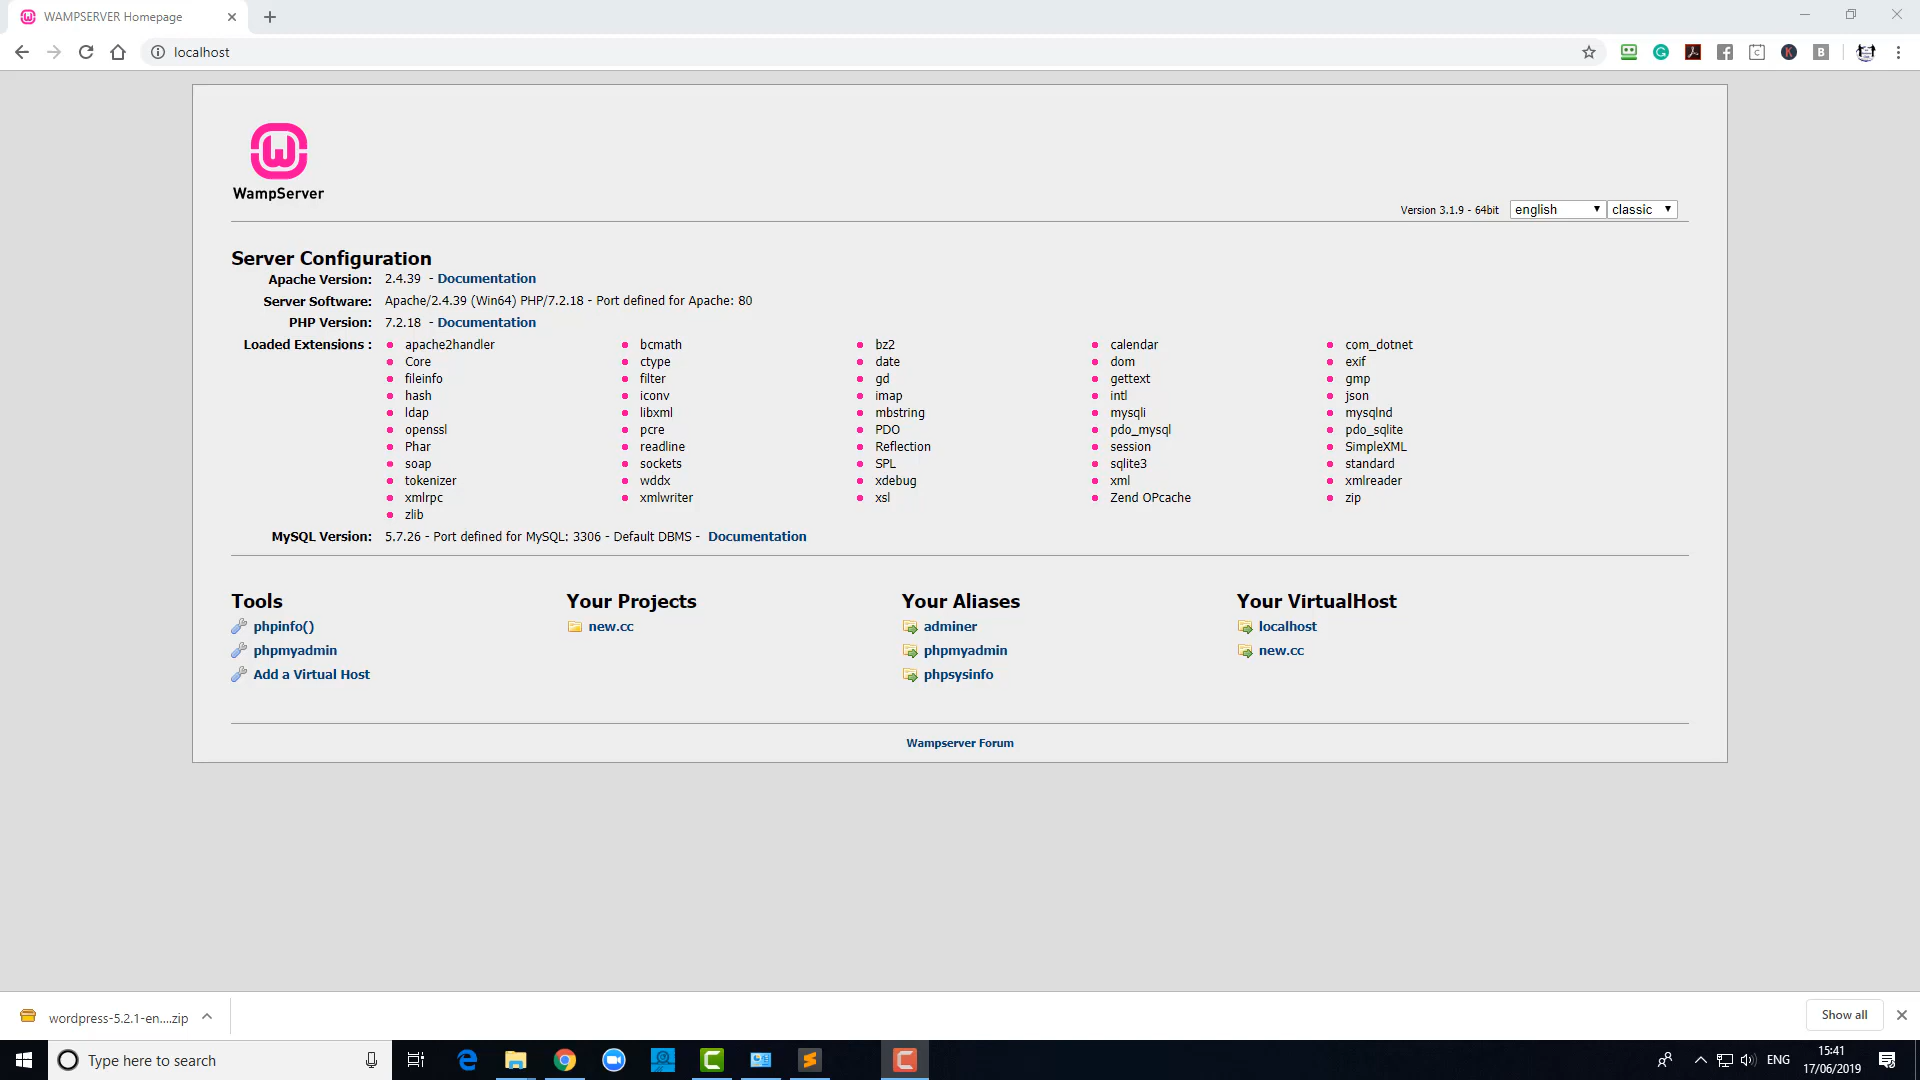 WAMPSERVER Homepage
localhost
WampServer
Version 3.1.9 - 64bit english classic
Server Configuration
Apache Version: 2.4.39 - Documentation
Server Software: Apache/2.4.39 (Win64) PHP/7.2.18 - Port defined for Apache: 80
PHP Version: 7.2.18 - Documentation
Loaded Extensions : apache2handler bcmath bz2 calendar com_dotnet
Core ctype date dom exif
fileinfo filter gd gettext gmp
hash iconv imap intl json
ldap libxml mbstring mysqli mysqlnd
openssl pcre PDO pdo_mysql pdo_sqlite
Phar readline Reflection session SimpleXML
soap sockets SPL sqlite3 standard
tokenizer wddx xdebug xml xmlreader
xmlrpc xmlwriter xsl Zend OPcache zip
zlib
MySQL Version: 5.7.26 - Port defined for MySQL: 3306 - Default DBMS - Documentation
Tools Your Projects Your Aliases Your VirtualHost
phpinfo() new.cc adminer localhost
phpmyadmin phpmyadmin new.cc
Add a Virtual Host phpsysinfo
Wampserver Forum
wordpress-5.2.1-en....zip Show all
Type here to search ENG 15:41
17/06/2019